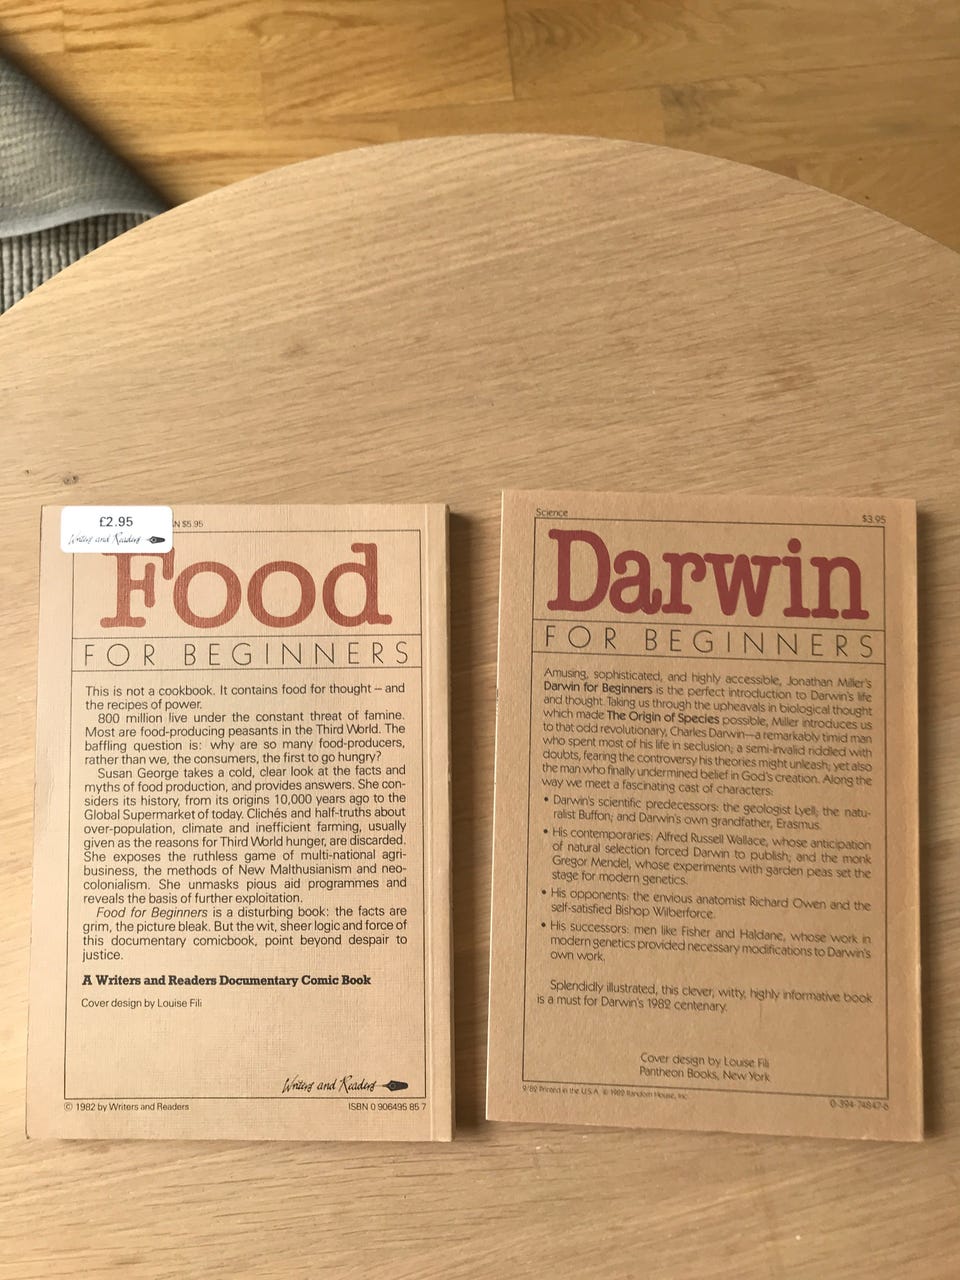 £2.95
Writers and Readers
$5.95
Food
FOR BEGINNERS
This is not a cookbook. It contains food for thought – and
the recipes of power.
800 million live under the constant threat of famine.
Most are food-producing peasants in the Third World. The
baffling question is: why are so many food-producers,
rather than we, the consumers, the first to go hungry?
Susan George takes a cold, clear look at the facts and
myths of food production, and provides answers. She con-
siders its history, from its origins 10,000 years ago to the
Global Supermarket of today. Clichés and half-truths about
over-population, climate and inefficient farming, usually
given as the reasons for Third World hunger, are discarded.
She exposes the ruthless game of multi-national agri-
business, the methods of New Malthusianism and neo-
colonialism. She unmasks pious aid programmes and
reveals the basis of further exploitation.
Food for Beginners is a disturbing book: the facts are
grim, the picture bleak. But the wit, sheer logic and force of
this documentary comicbook, point beyond despair to
justice.
A Writers and Readers Documentary Comic Book
Cover design by Louise Fili
Writers and Readers
© 1982 by Writers and Readers
ISBN 0 906495 85 7
Science
$3.95
Darwin
FOR BEGINNERS
Amusing, sophisticated, and highly accessible, Jonathan Miller's
Darwin for Beginners is the perfect introduction to Darwin's life
and thought. Taking us through the upheavals in biological thought
which made The Origin of Species possible, Miller introduces us
to that odd revolutionary, Charles Darwin—a remarkably timid man
who spent most of his life in seclusion; a semi-invalid riddled with
doubts, fearing the controversy his theories might unleash; yet also
the man who finally undermined belief in God's creation. Along the
way we meet a fascinating cast of characters:
• Darwin's scientific predecessors: the geologist Lyell; the natu-
ralist Buffon; and Darwin's own grandfather, Erasmus.
• His contemporaries: Alfred Russell Wallace, whose anticipation
of natural selection forced Darwin to publish; and the monk
Gregor Mendel, whose experiments with garden peas set the
stage for modern genetics.
• His opponents: the envious anatomist Richard Owen and the
self-satisfied Bishop Wilberforce.
• His successors: men like Fisher and Haldane, whose work in
modern genetics provided necessary modifications to Darwin's
own work.
Splendidly illustrated, this clever, witty, highly informative book
is a must for Darwin's 1982 centenary.
Cover design by Louise Fili
Pantheon Books, New York
9/82 Printed in the U.S.A. © 1982 Random House, Inc.
0-394-74847-6